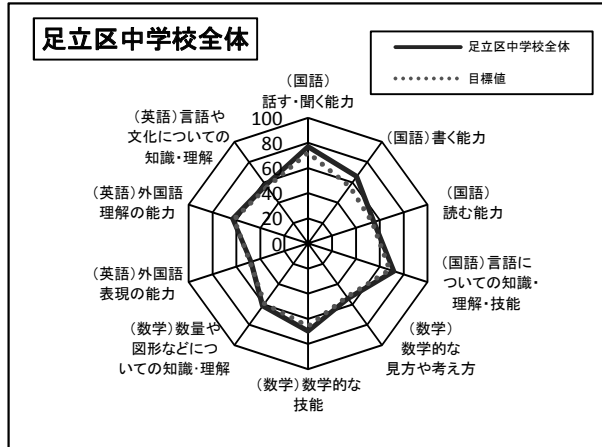 足立区中学校全体
足立区中学校全体
目標値
(国語)
話す・聞く能力
(国語)書く能力
(国語)
読む能力
(国語)言語に
ついての知識・
理解・技能
(数学)
数学的な
見方や考え方
(数学)数学的な
技能
(数学)数量や
図形などにつ
いての知識・理解
(英語)外国語
表現の能力
(英語)外国語
理解の能力
(英語)言語や
文化についての
知識・理解
100
80
60
40
20
0